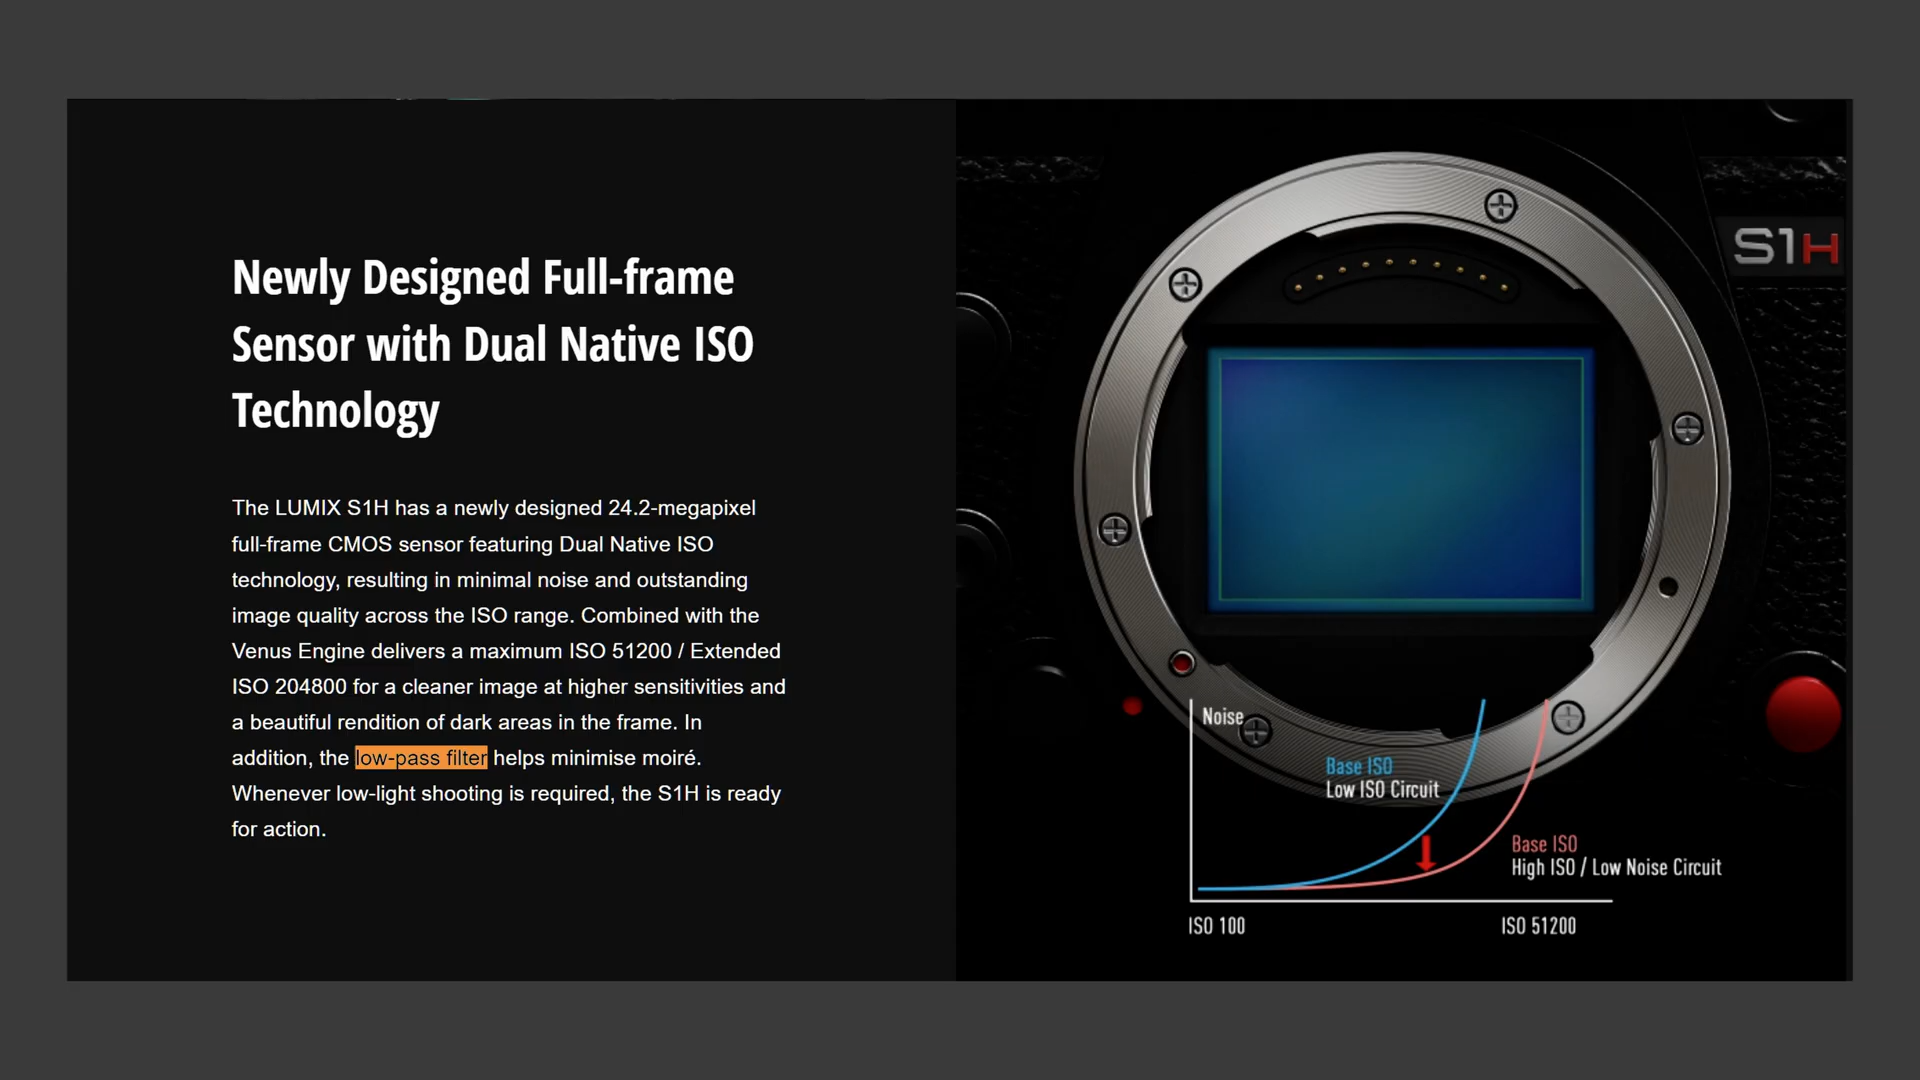 Newly Designed Full-frame
Sensor with Dual Native ISO
Technology
The LUMIX S1H has a newly designed 24.2-megapixel
full-frame CMOS sensor featuring Dual Native ISO
technology, resulting in minimal noise and outstanding
image quality across the ISO range. Combined with the
Venus Engine delivers a maximum ISO 51200 / Extended
ISO 204800 for a cleaner image at higher sensitivities and
a beautiful rendition of dark areas in the frame. In
addition, the low-pass filter helps minimise moiré.
Whenever low-light shooting is required, the S1H is ready
for action.
S1H
Noise
Base ISO
Low ISO Circuit
Base ISO
High ISO / Low Noise Circuit
ISO 100
ISO 51200